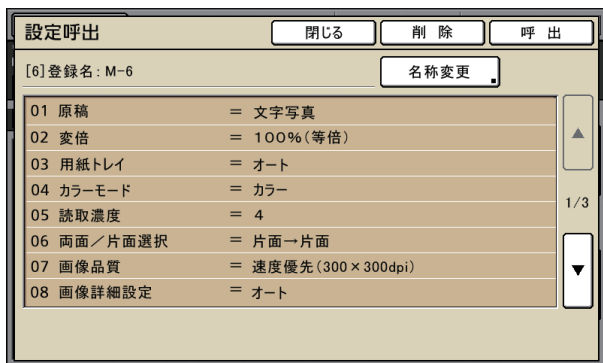 設定呼出 閉じる 削 除 呼 出
[6]登録名:M-6 名称変更
01 原稿 = 文字写真
02 変倍 = 100%(等倍)
03 用紙トレイ = オート
04 カラーモード = カラー
1/3
05 読取濃度 = 4
06 両面/片面選択 = 片面→片面
07 画像品質 = 速度優先(300×300dpi)
08 画像詳細設定 = オート